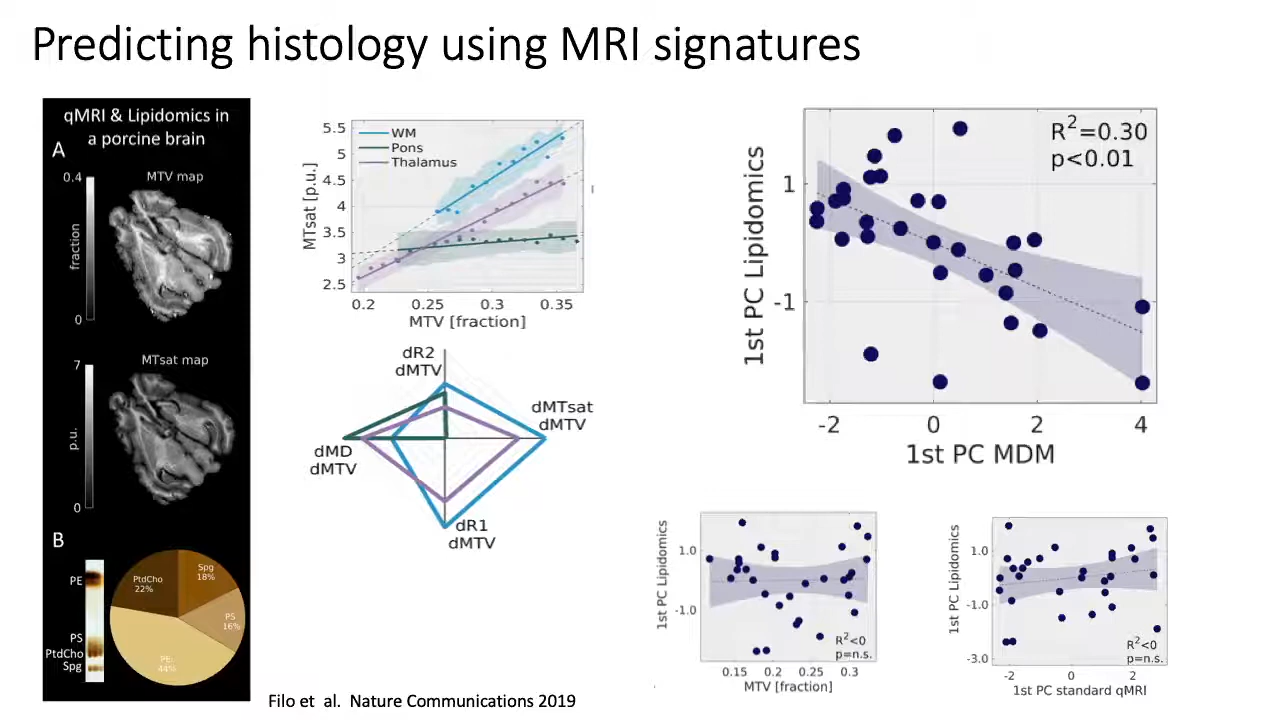 Predicting histology using MRI signatures
qMRI & Lipidomics in
a porcine brain
A
MTV map
0.4
fraction
0
MTsat map
7
p.u.
0
B
PE
PS
PtdCho
Spg
PtdCho
22%
Spg
18%
PS
16%
PE
44%
5.5
5
4.5
4
3.5
3
2.5
MTsat [p.u.]
WM
Pons
Thalamus
0.2
0.25
0.3
0.35
MTV [fraction]
dR2
dMTV
dMTsat
dMTV
dMD
dMTV
dR1
dMTV
Filo et al. Nature Communications 2019
1st PC Lipidomics
1
-1
R²=0.30
p<0.01
-2
0
2
4
1st PC MDM
1st PC Lipidomics
1.0
-1.0
R²<0
p=n.s.
0.15
0.2
0.25
0.3
MTV [fraction]
1st PC Lipidomics
1.0
-1.0
-3.0
R²<0
p=n.s.
-2
0
2
1st PC standard qMRI